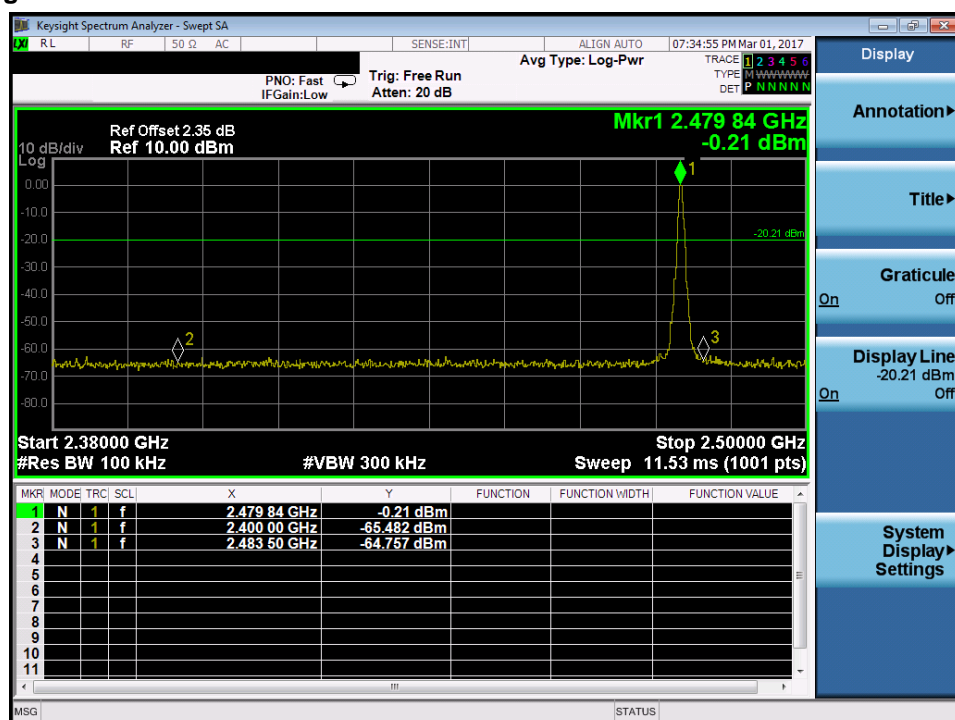 Keysight Spectrum Analyzer - Swept SA
LXI RL RF 50 Ω AC SENSE:INT ALIGN AUTO 07:34:55 PM Mar 01, 2017
Avg Type: Log-Pwr
TRACE 1 2 3 4 5 6
TYPE M WWWWW
DET P N N N N N
PNO: Fast
IFGain:Low
Trig: Free Run
Atten: 20 dB
Mkr1 2.479 84 GHz
-0.21 dBm
Ref Offset 2.35 dB
Ref 10.00 dBm
10 dB/div
Log
1
0.00
-10.0
-20.0
-20.21 dBm
-30.0
-40.0
-50.0
2
3
-60.0
-70.0
-80.0
Start 2.38000 GHz
Stop 2.50000 GHz
#Res BW 100 kHz
#VBW 300 kHz
Sweep 11.53 ms (1001 pts)
MKR MODE TRC SCL X Y FUNCTION FUNCTION WIDTH FUNCTION VALUE
1 N 1 f 2.479 84 GHz -0.21 dBm
2 N 1 f 2.400 00 GHz -65.482 dBm
3 N 1 f 2.483 50 GHz -64.757 dBm
4
5
6
7
8
9
10
11
MSG
STATUS
Display
Annotation
Title
Graticule
On Off
Display Line
-20.21 dBm
On Off
System
Display
Settings